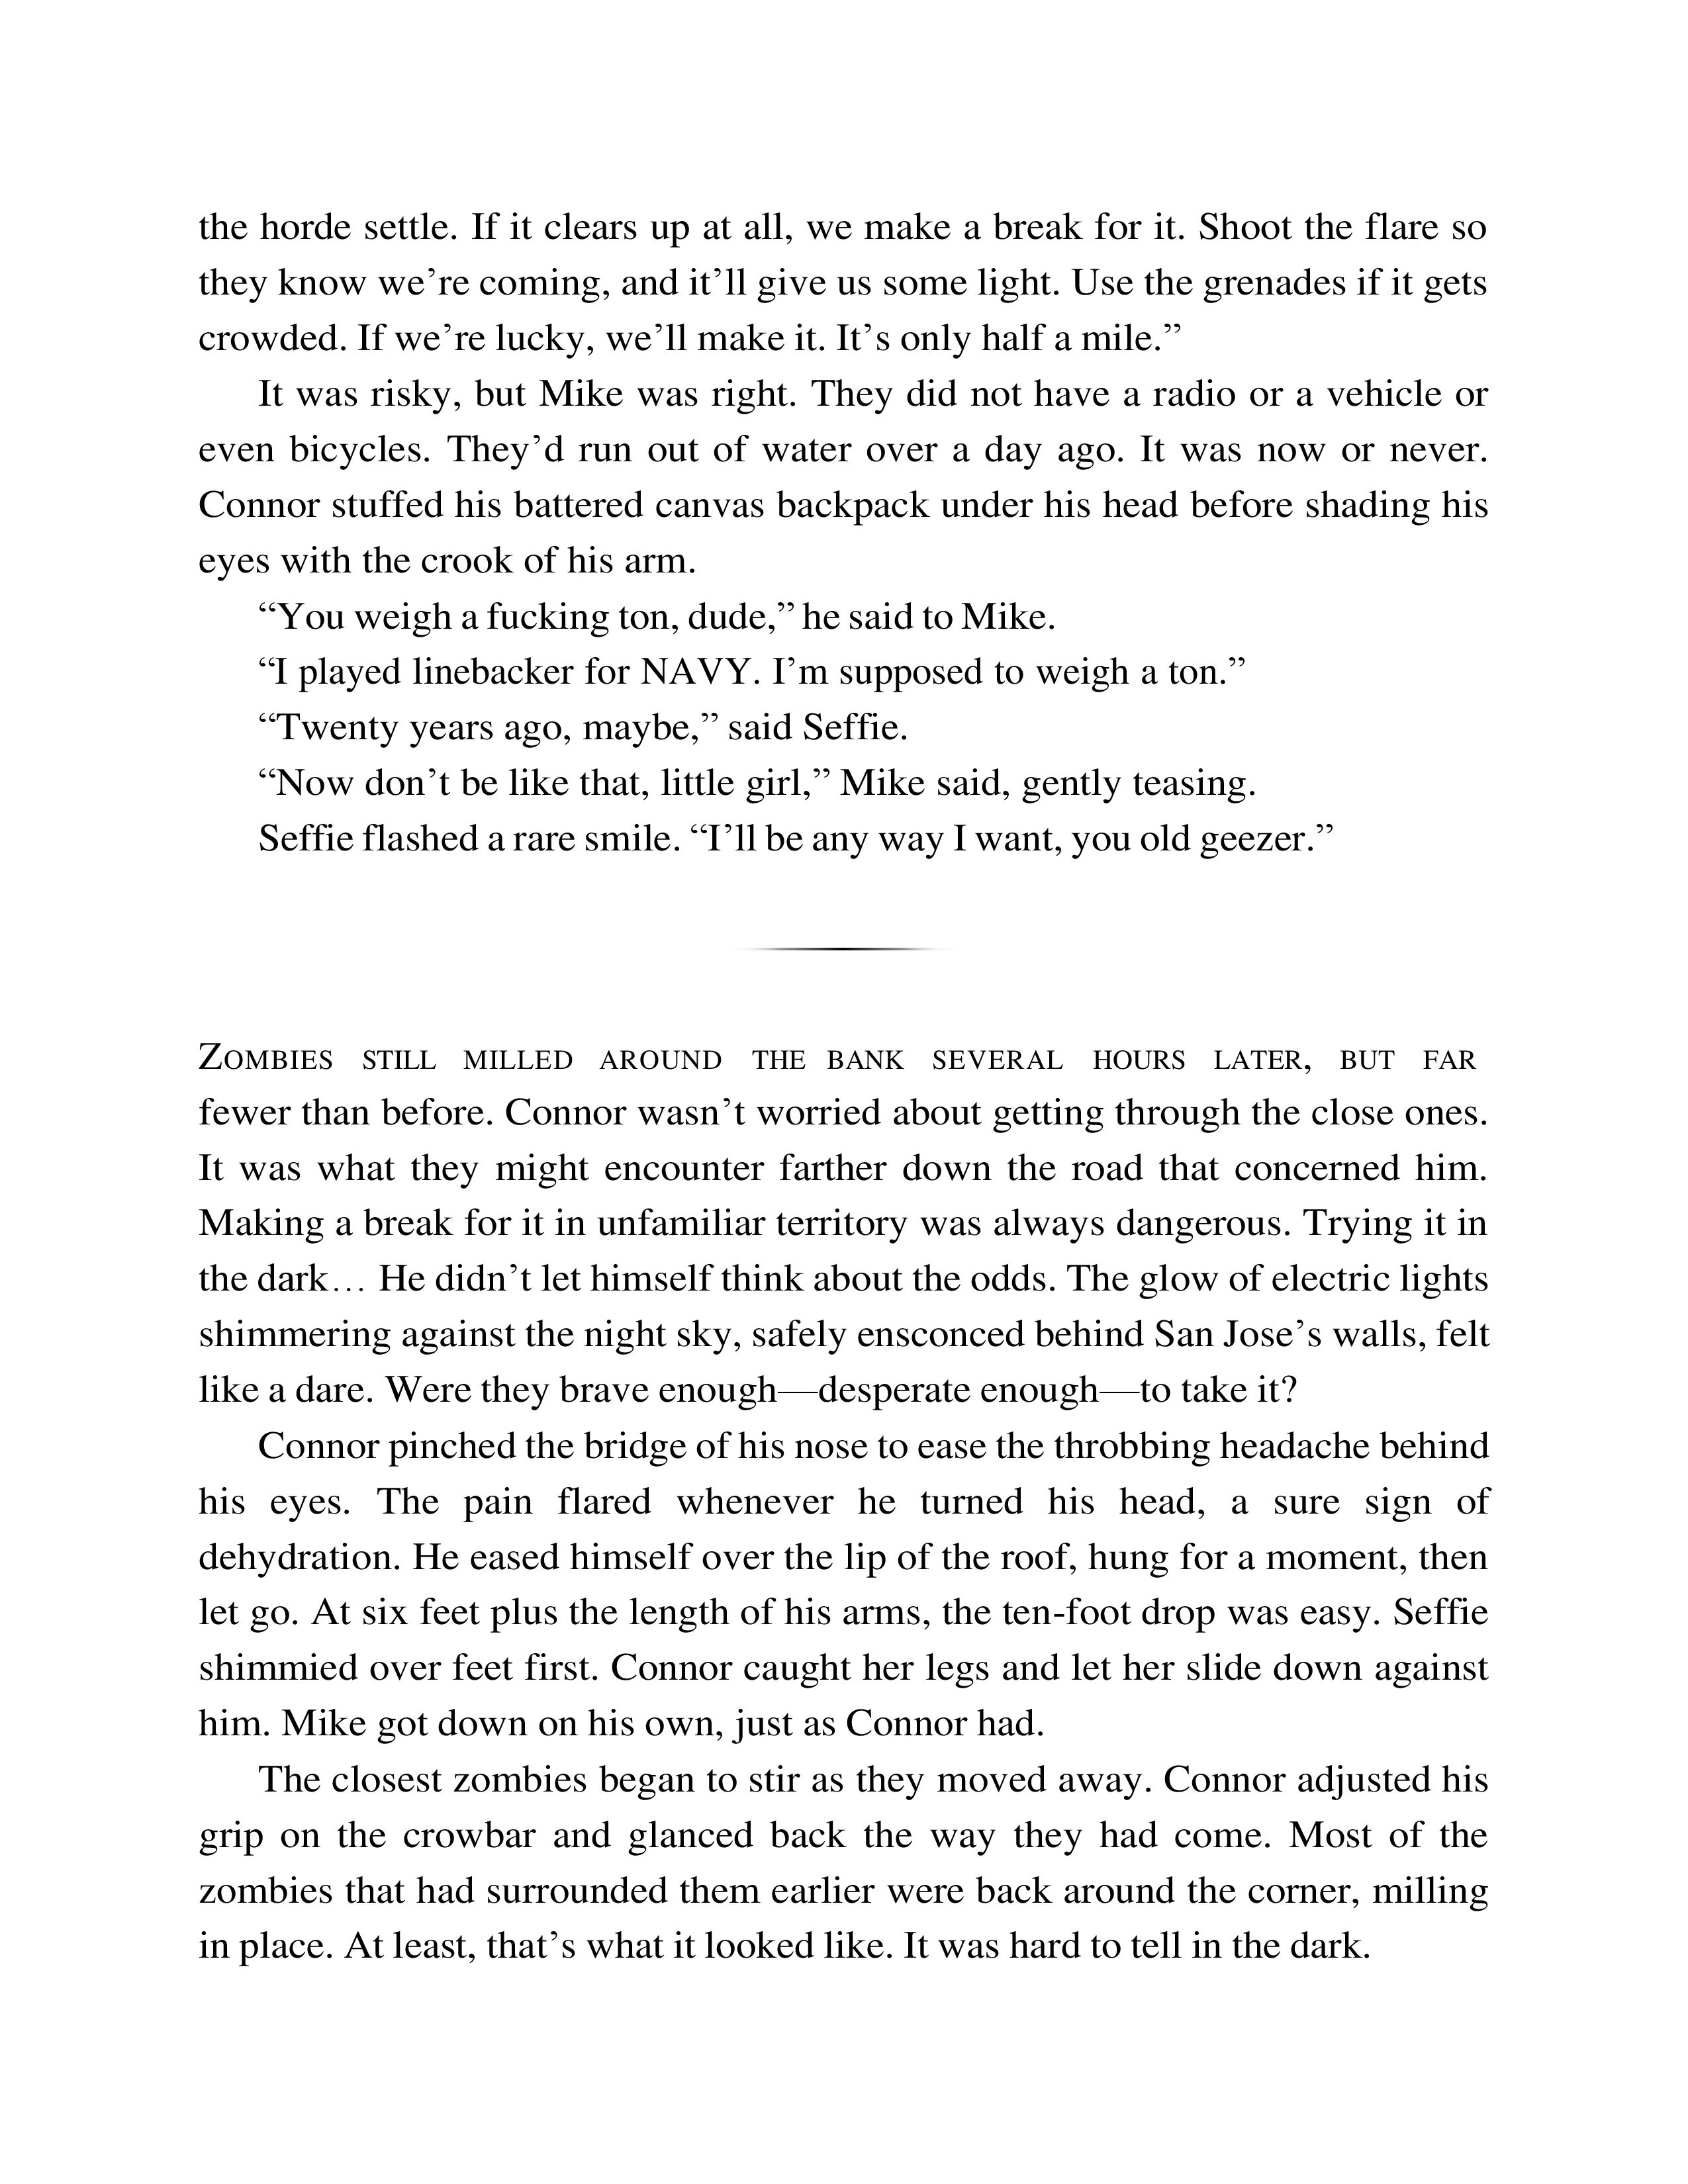 the horde settle. If it clears up at all, we make a break for it. Shoot the flare so
they know we’re coming, and it’ll give us some light. Use the grenades if it gets
crowded. If we’re lucky, we’ll make it. It’s only half a mile.”
It was risky, but Mike was right. They did not have a radio or a vehicle or
even bicycles. They’d run out of water over a day ago. It was now or never.
Connor stuffed his battered canvas backpack under his head before shading his
eyes with the crook of his arm.
“You weigh a fucking ton, dude,” he said to Mike.
“I played linebacker for NAVY. I’m supposed to weigh a ton.”
“Twenty years ago, maybe,” said Seffie.
“Now don’t be like that, little girl,” Mike said, gently teasing.
Seffie flashed a rare smile. “I’ll be any way I want, you old geezer.”
ZOMBIES STILL MILLED AROUND THE BANK SEVERAL HOURS LATER, BUT FAR
fewer than before. Connor wasn’t worried about getting through the close ones.
It was what they might encounter farther down the road that concerned him.
Making a break for it in unfamiliar territory was always dangerous. Trying it in
the dark… He didn’t let himself think about the odds. The glow of electric lights
shimmering against the night sky, safely ensconced behind San Jose’s walls, felt
like a dare. Were they brave enough—desperate enough—to take it?
Connor pinched the bridge of his nose to ease the throbbing headache behind
his eyes. The pain flared whenever he turned his head, a sure sign of
dehydration. He eased himself over the lip of the roof, hung for a moment, then
let go. At six feet plus the length of his arms, the ten-foot drop was easy. Seffie
shimmied over feet first. Connor caught her legs and let her slide down against
him. Mike got down on his own, just as Connor had.
The closest zombies began to stir as they moved away. Connor adjusted his
grip on the crowbar and glanced back the way they had come. Most of the
zombies that had surrounded them earlier were back around the corner, milling
in place. At least, that’s what it looked like. It was hard to tell in the dark.